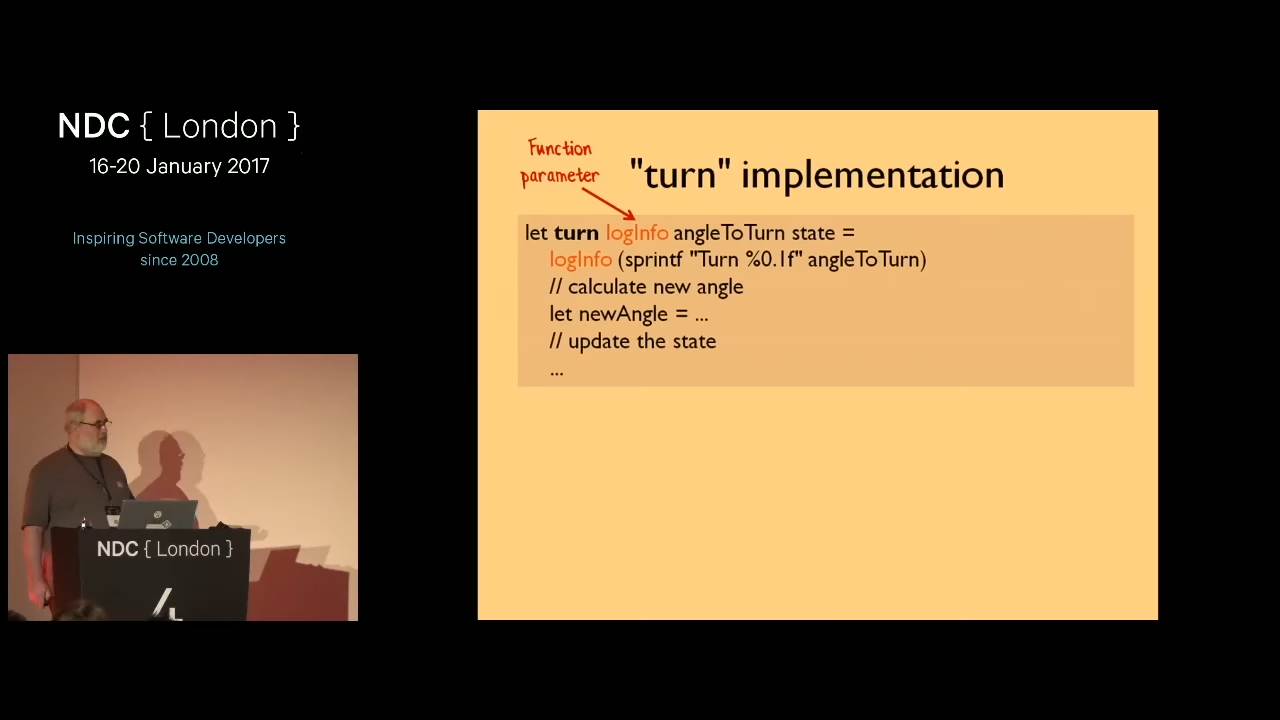 NDC { London }
16-20 January 2017
Inspiring Software Developers
since 2008
Function
parameter
"turn" implementation
let turn logInfo angleToTurn state =
logInfo (sprintf "Turn %0.1f" angleToTurn)
// calculate new angle
let newAngle = ...
// update the state
...
NDC { London }
4